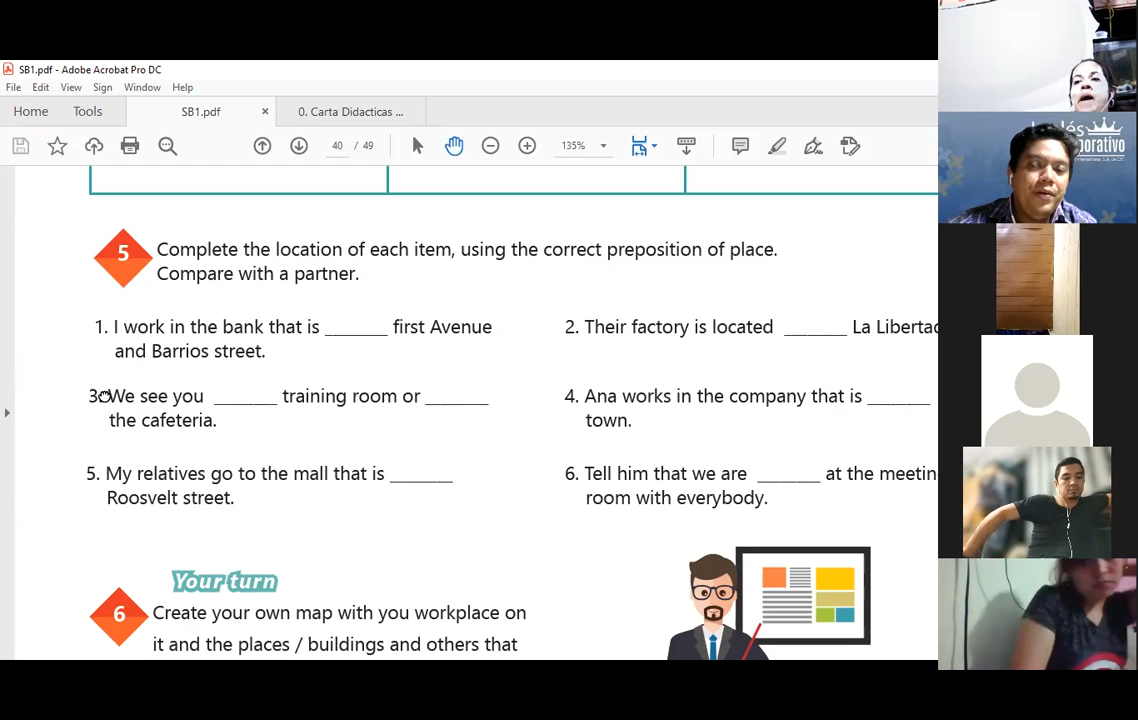 SB1.pdf - Adobe Acrobat Pro DC
File Edit View Sign Window Help
Home Tools SB1.pdf × 0. Carta Didacticas ...
40 / 49 135%
5
Complete the location of each item, using the correct preposition of place.
Compare with a partner.
1. I work in the bank that is _______ first Avenue
and Barrios street.
2. Their factory is located _______ La Libertad
3. We see you _______ training room or _______
the cafeteria.
4. Ana works in the company that is _______
town.
5. My relatives go to the mall that is _______
Roosvelt street.
6. Tell him that we are _______ at the meetin
room with everybody.
Your turn
6
Create your own map with you workplace on
it and the places / buildings and others that